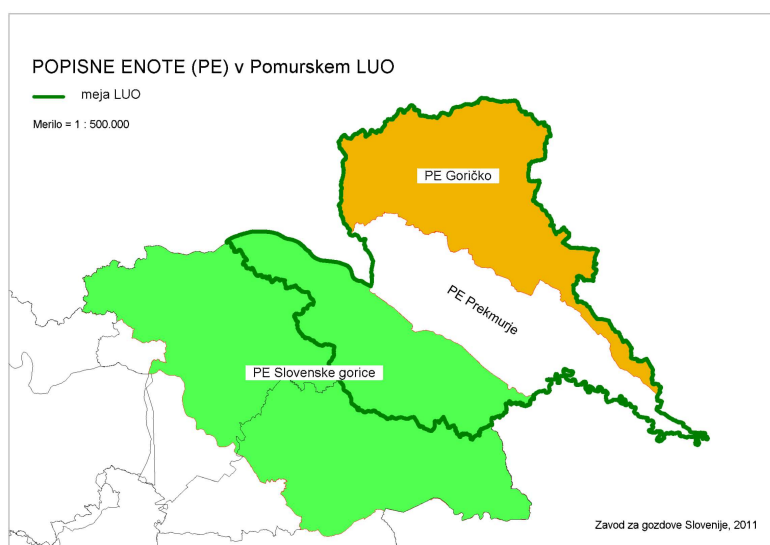 POPISNE ENOTE (PE) v Pomurskem LUO
meja LUO
Merilo = 1 : 500.000
PE Goričko
PE Prekmurje
PE Slovenske gorice
Zavod za gozdove Slovenije, 2011